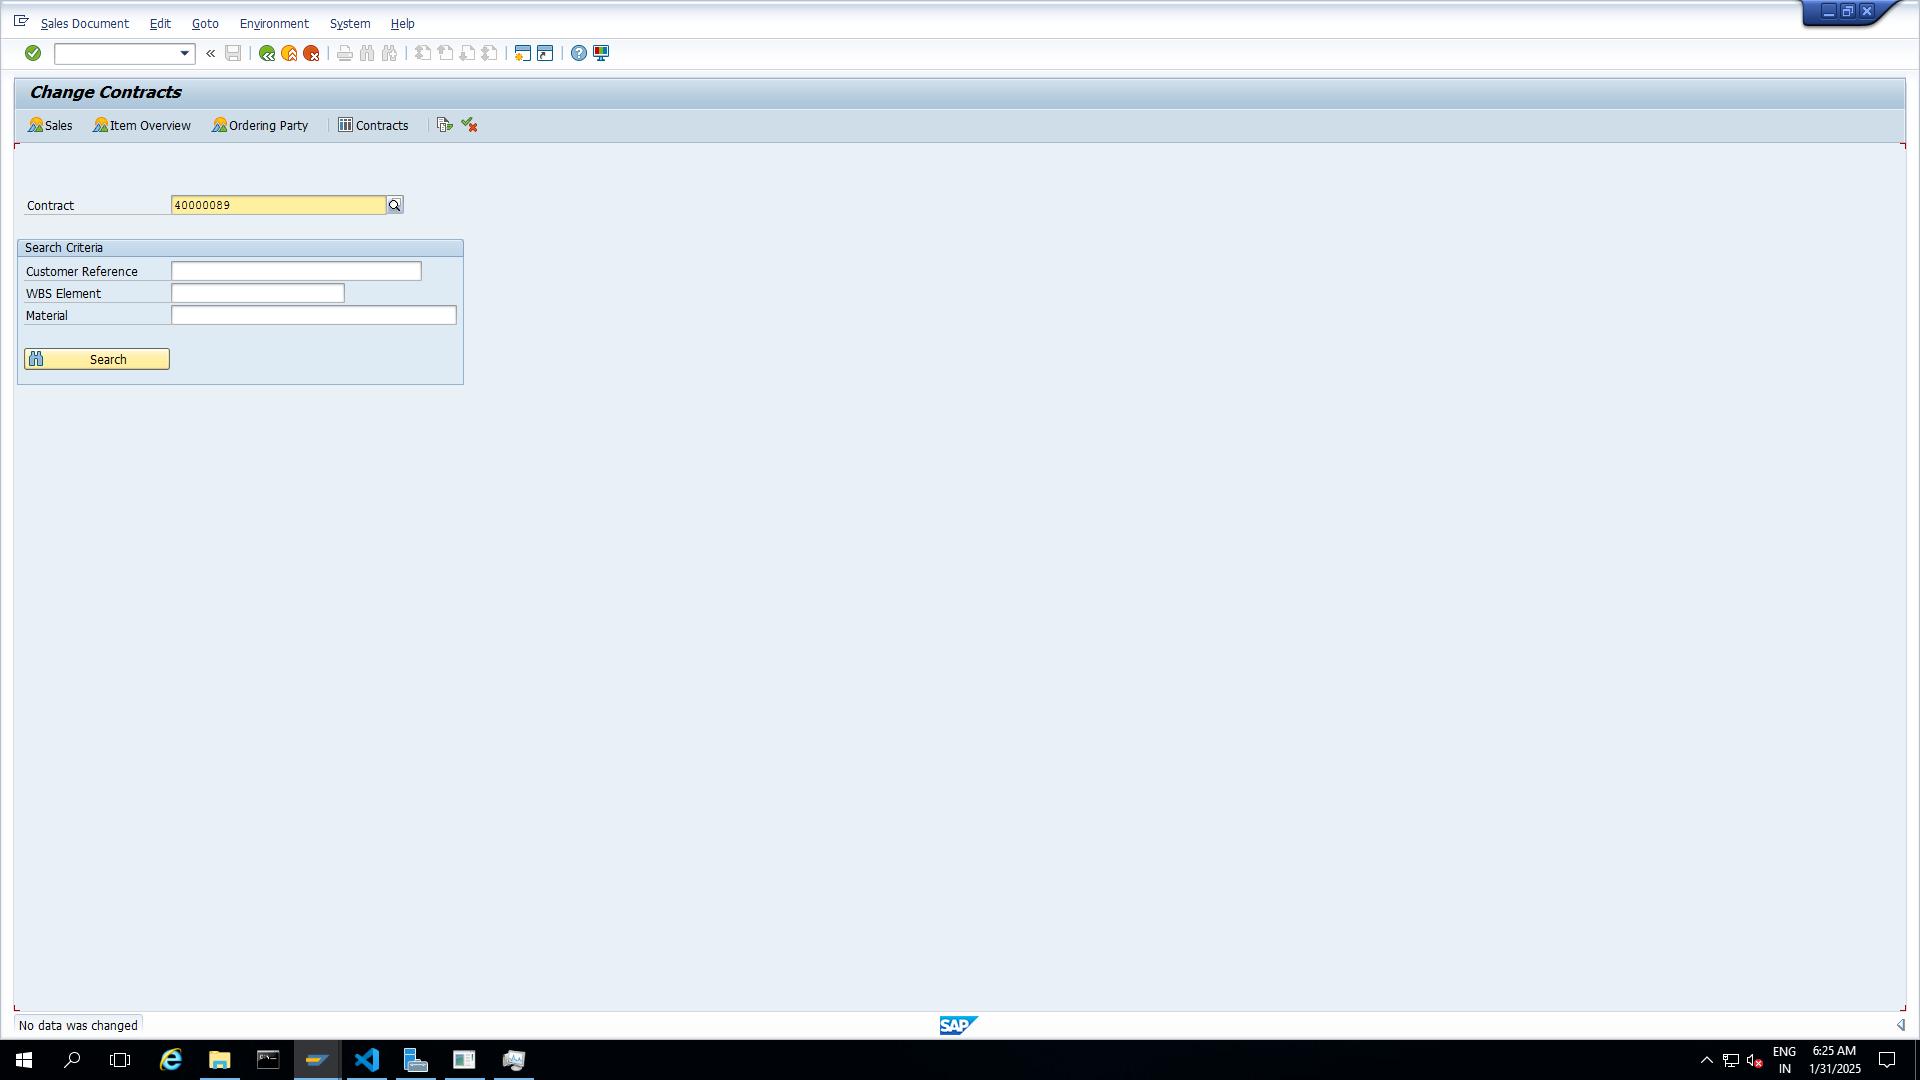 Sales Document Edit Goto Environment System Help
Change Contracts
Sales Item Overview Ordering Party Contracts
Contract 40000089
Search Criteria
Customer Reference
WBS Element
Material
Search
No data was changed
SAP
ENG 6:25 AM
IN 1/31/2025